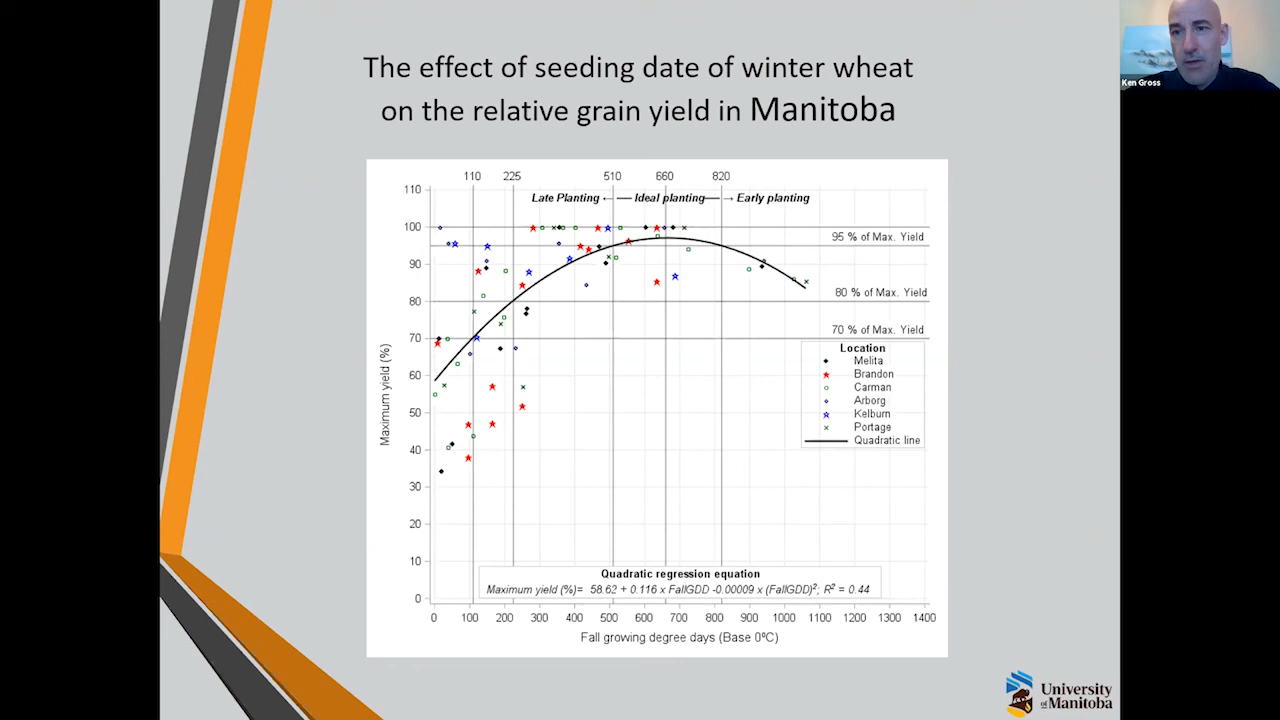 Ken Gross
The effect of seeding date of winter wheat
on the relative grain yield in Manitoba
110 225 510 660 820
Late Planting ← Ideal planting → Early planting
95 % of Max. Yield
80 % of Max. Yield
70 % of Max. Yield
Maximum yield (%)
110
100
90
80
70
60
50
40
30
20
10
0
Location
Melita
Brandon
Carman
Arborg
Kelburn
Portage
Quadratic line
Quadratic regression equation
Maximum yield (%)= 58.62 + 0.116 x FallGDD -0.00009 x (FallGDD)²; R² = 0.44
0 100 200 300 400 500 600 700 800 900 1000 1100 1200 1300 1400
Fall growing degree days (Base 0ºC)
University
of Manitoba